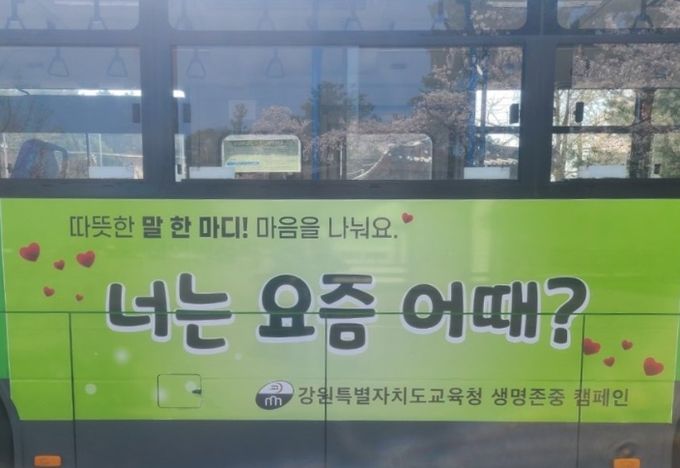 따뜻한 말 한 마디! 마음을 나눠요.
너는 요즘 어때?
강원특별자치도교육청 생명존중 캠페인